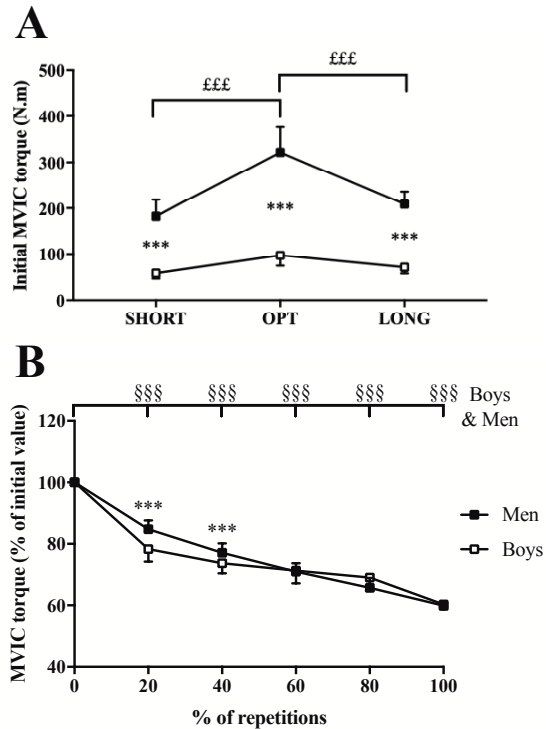 A
£££
£££
500
400
300
200
100
0
Initial MVIC torque (N.m)
***
***
***
SHORT OPT LONG
B
§§§ §§§ §§§ §§§ §§§ Boys
& Men
120
100
80
60
40
MVIC torque (% of initial value)
*** ***
Men
Boys
0 20 40 60 80 100
% of repetitions